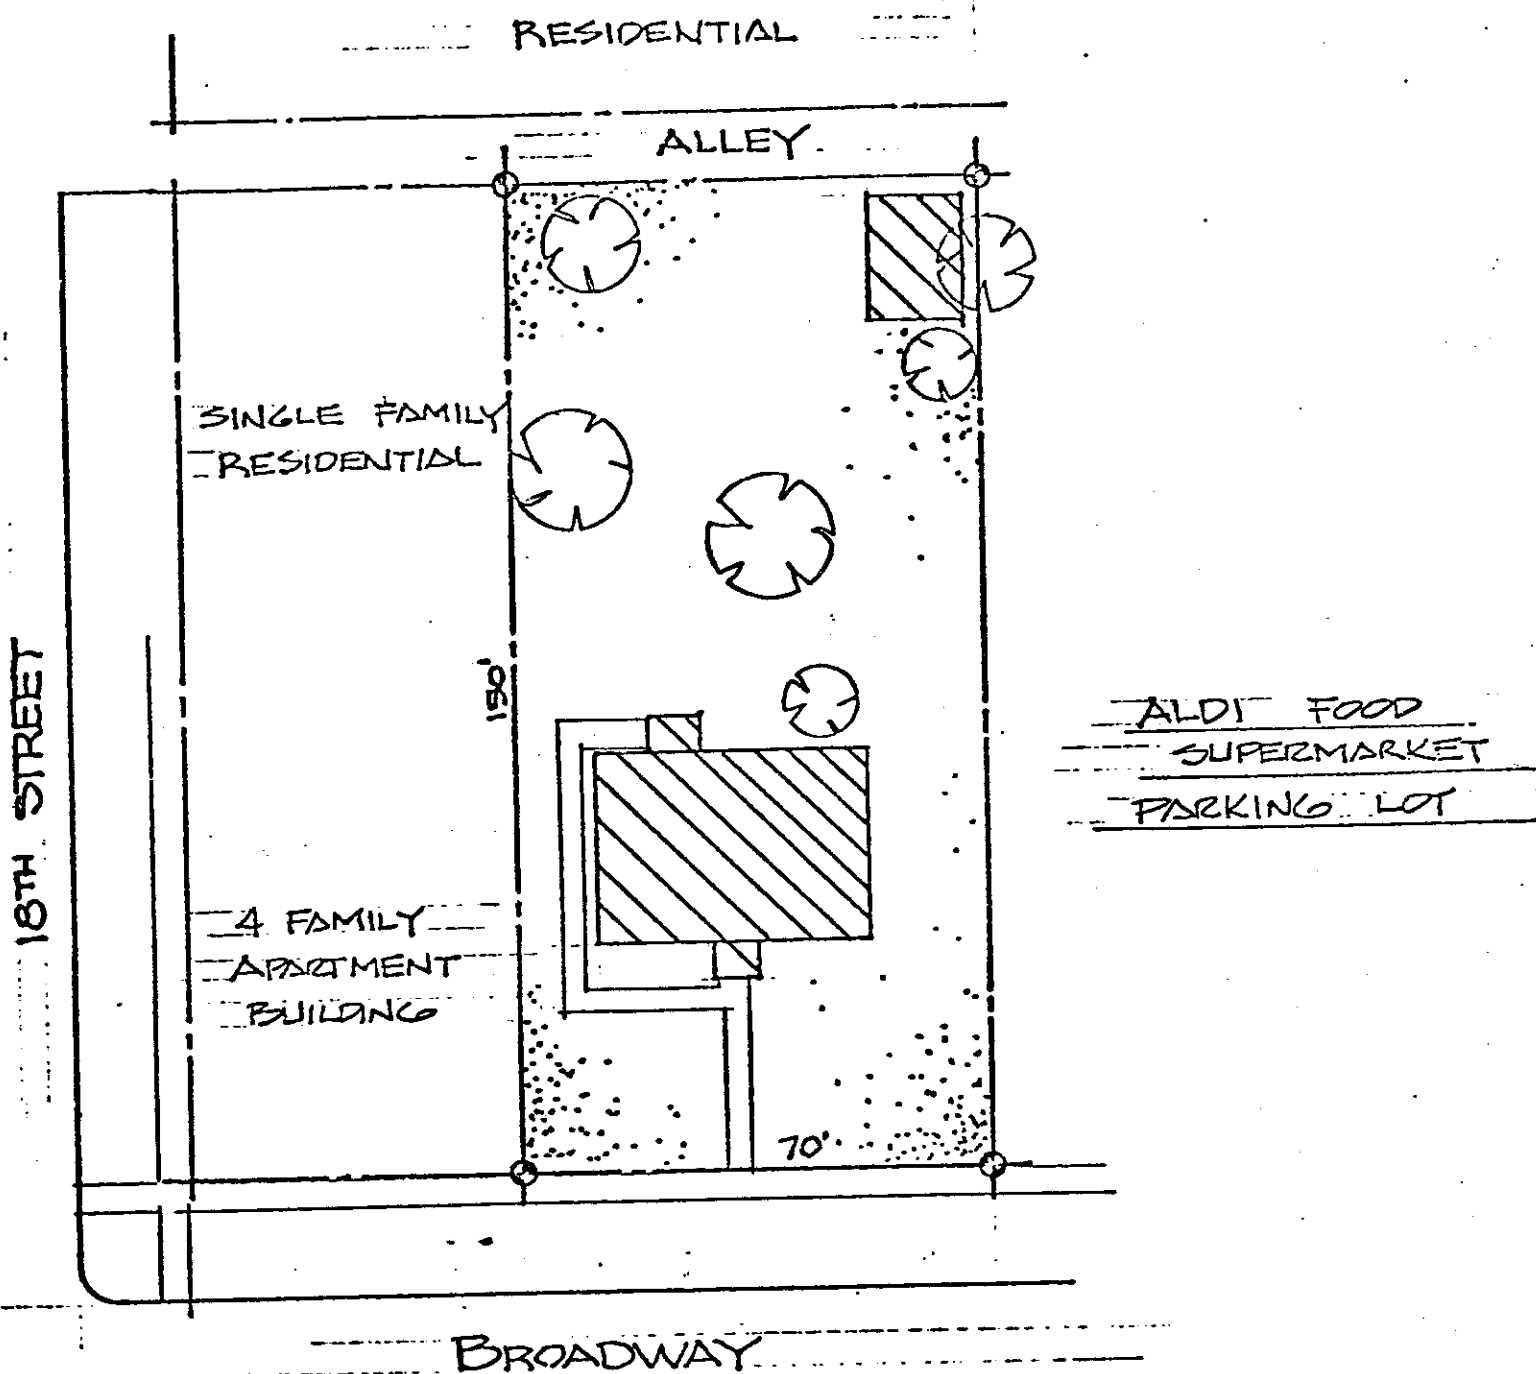 RESIDENTIAL
ALLEY
SINGLE FAMILY
RESIDENTIAL
150'
18TH STREET
ALDI FOOD
SUPERMARKET
PARKING LOT
4 FAMILY
APARTMENT
BUILDING
70'
BROADWAY